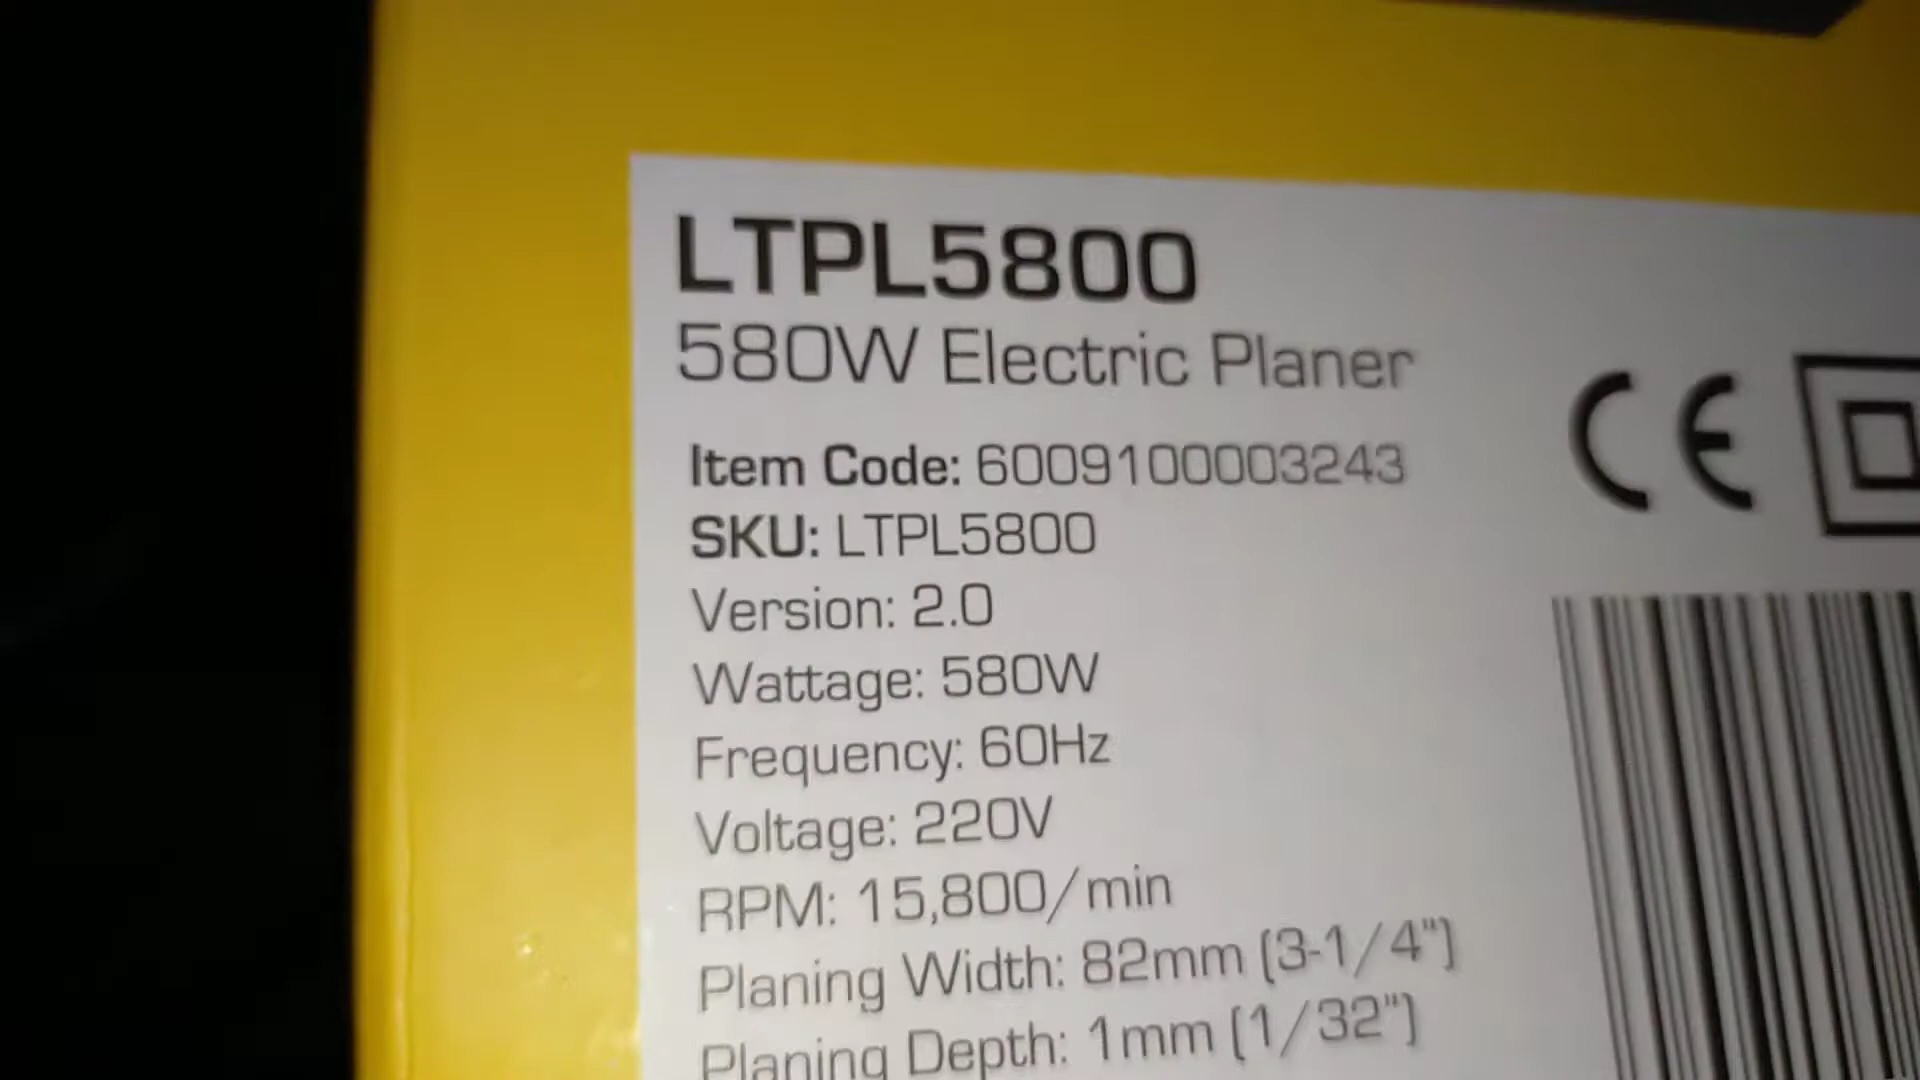 LTPL5800
580W Electric Planer
Item Code: 6009100003243
SKU: LTPL5800
Version: 2.0
Wattage: 580W
Frequency: 60Hz
Voltage: 220V
RPM: 15,800/min
Planing Width: 82mm (3-1/4")
Planing Depth: 1mm (1/32")
CE